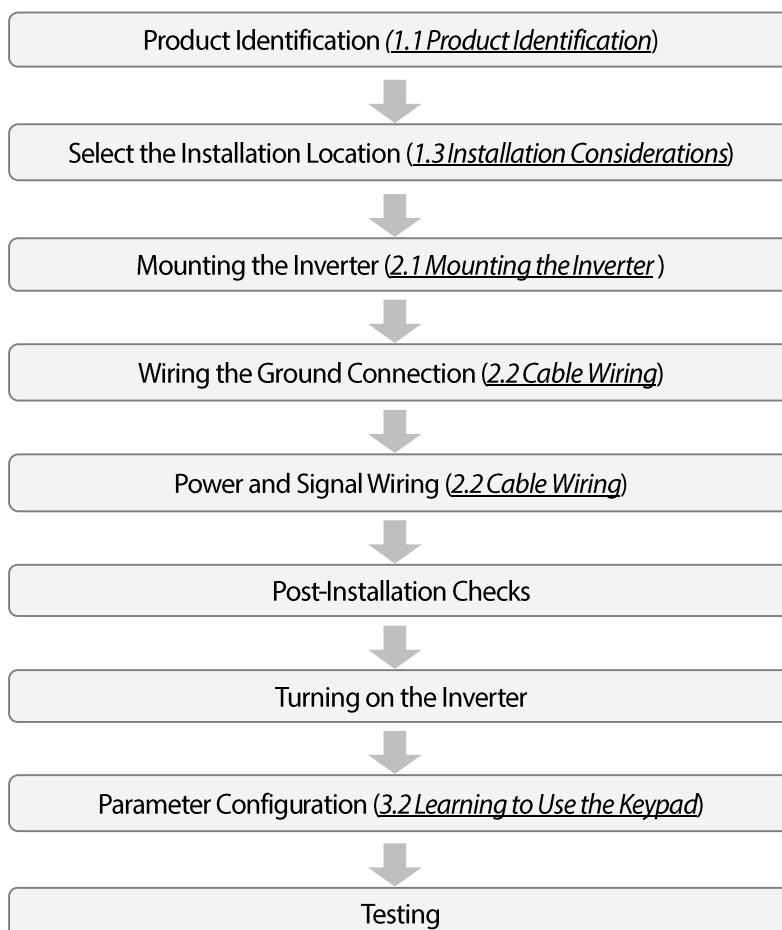 Product Identification (1.1 Product Identification)
Select the Installation Location (1.3 Installation Considerations)
Mounting the Inverter (2.1 Mounting the Inverter )
Wiring the Ground Connection (2.2 Cable Wiring)
Power and Signal Wiring (2.2 Cable Wiring)
Post-Installation Checks
Turning on the Inverter
Parameter Configuration (3.2 Learning to Use the Keypad)
Testing